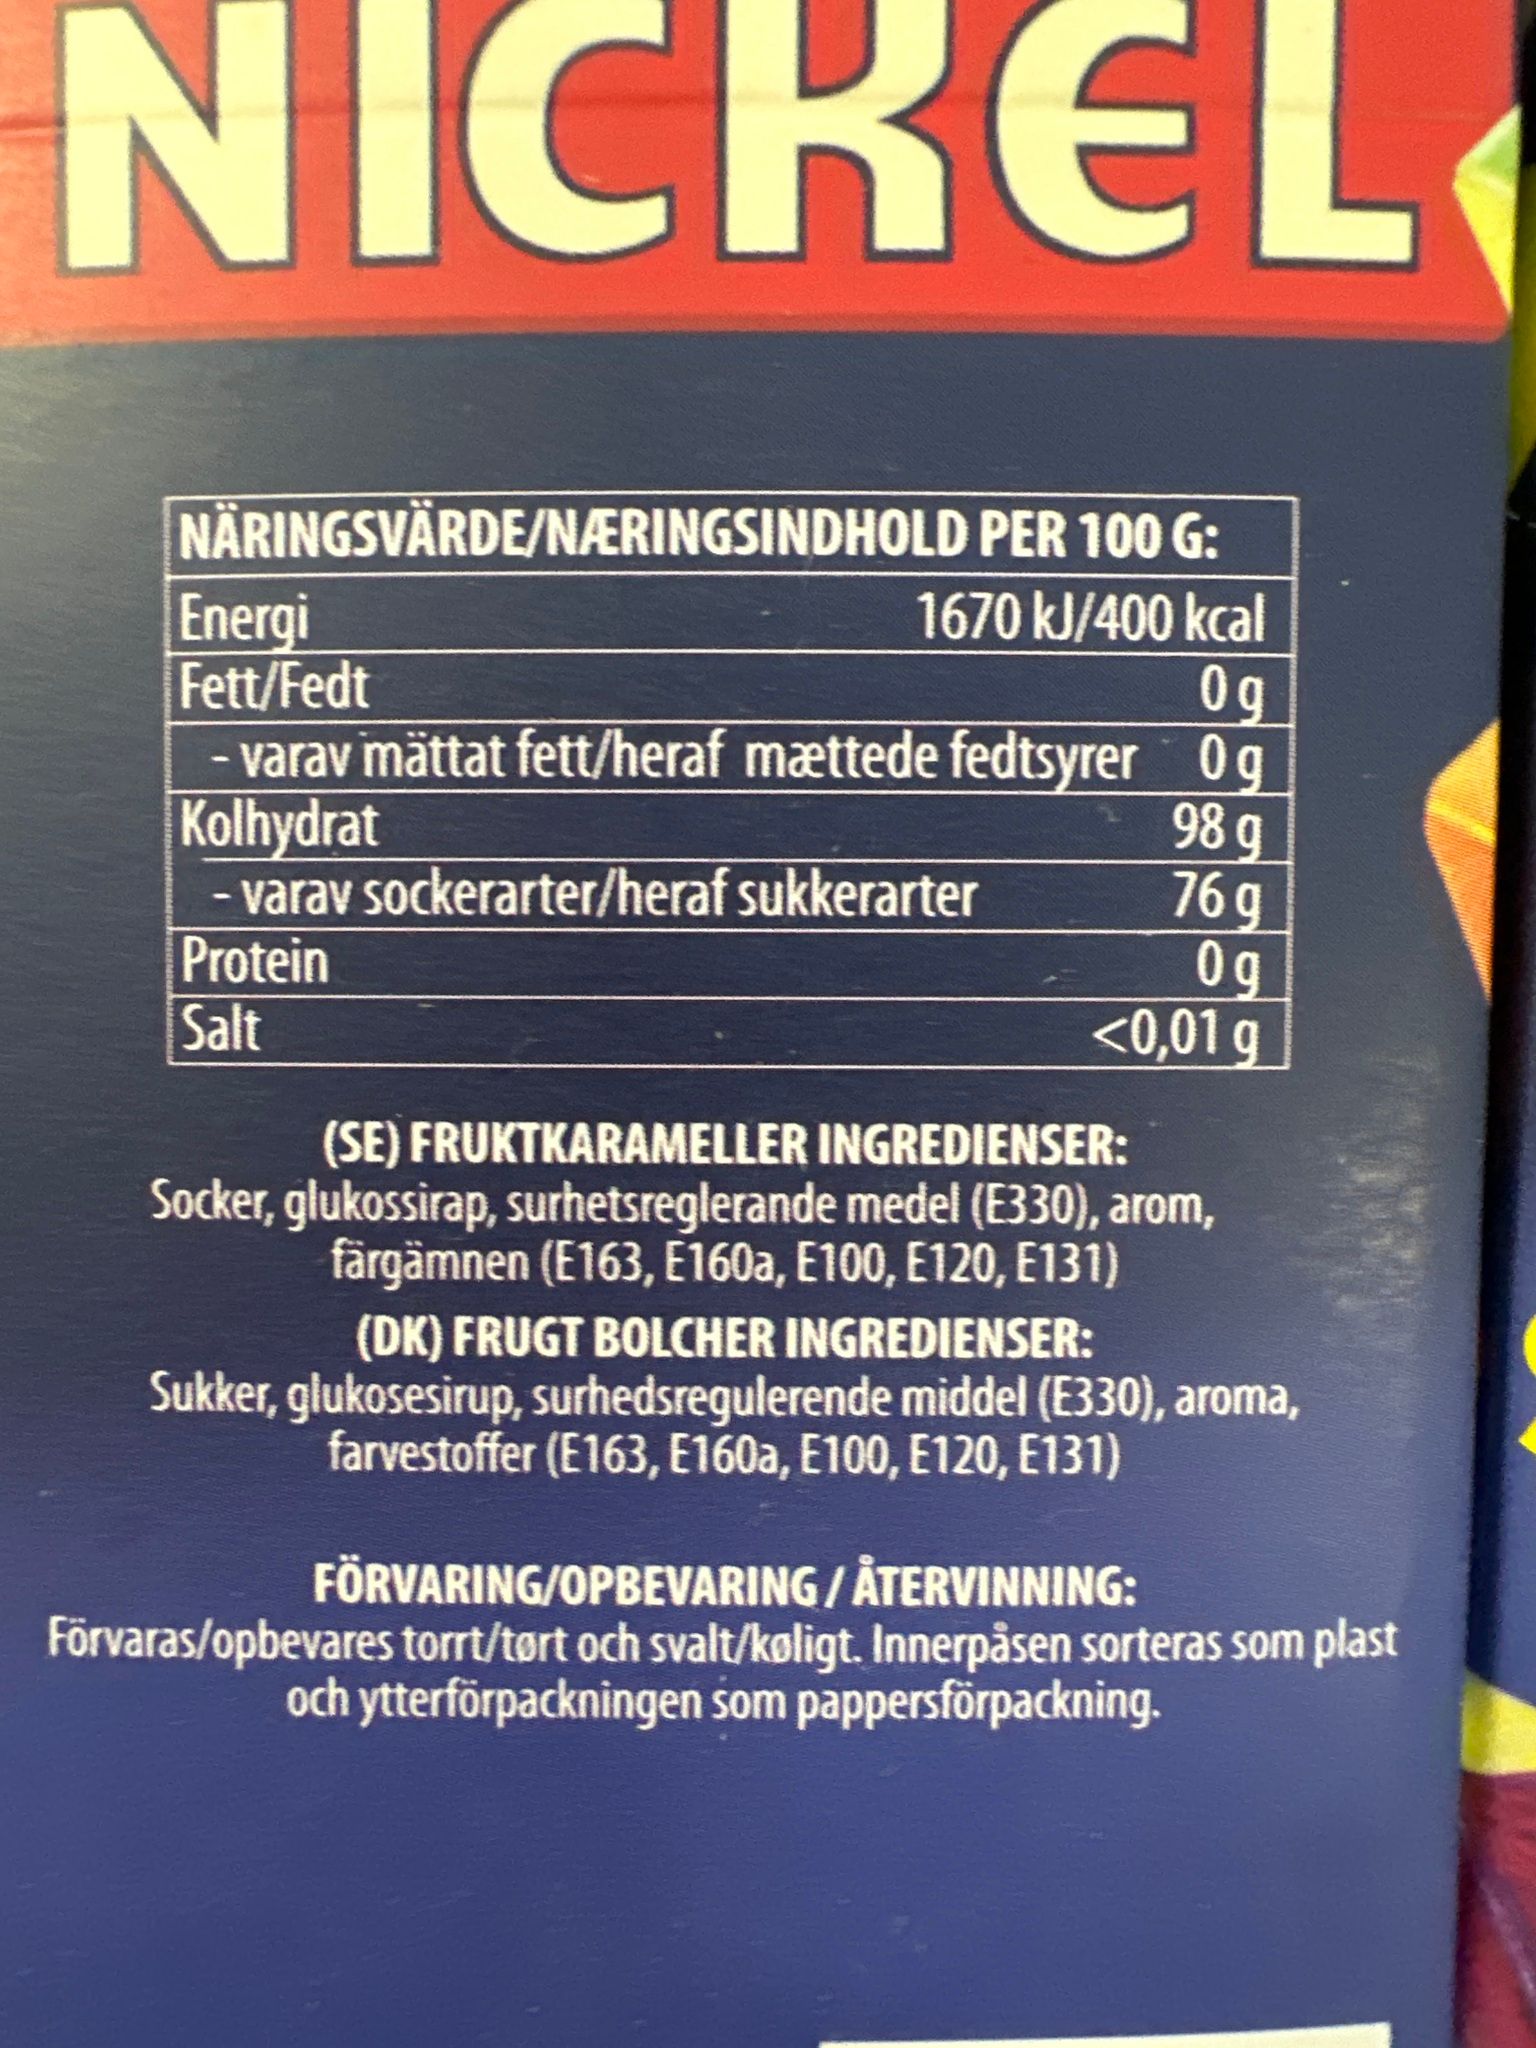 NICKEL
NÄRINGSVÄRDE/NÆRINGSINDHOLD PER 100 G:
Energi 1670 kJ/400 kcal
Fett/Fedt 0 g
- varav mättat fett/heraf mættede fedtsyrer 0 g
Kolhydrat 98 g
- varav sockerarter/heraf sukkerarter 76 g
Protein 0 g
Salt <0,01 g
(SE) FRUKTKARAMELLER INGREDIENSER:
Socker, glukossirap, surhetsreglerande medel (E330), arom,
färgämnen (E163, E160a, E100, E120, E131)
(DK) FRUGT BOLCHER INGREDIENSER:
Sukker, glukosesirup, surhedsregulerende middel (E330), aroma,
farvestoffer (E163, E160a, E100, E120, E131)
FÖRVARING/OPBEVARING / ÅTERVINNING:
Förvaras/opbevares torrt/tørt och svalt/køligt. Innerpåsen sorteras som plast
och ytterförpackningen som pappersförpackning.